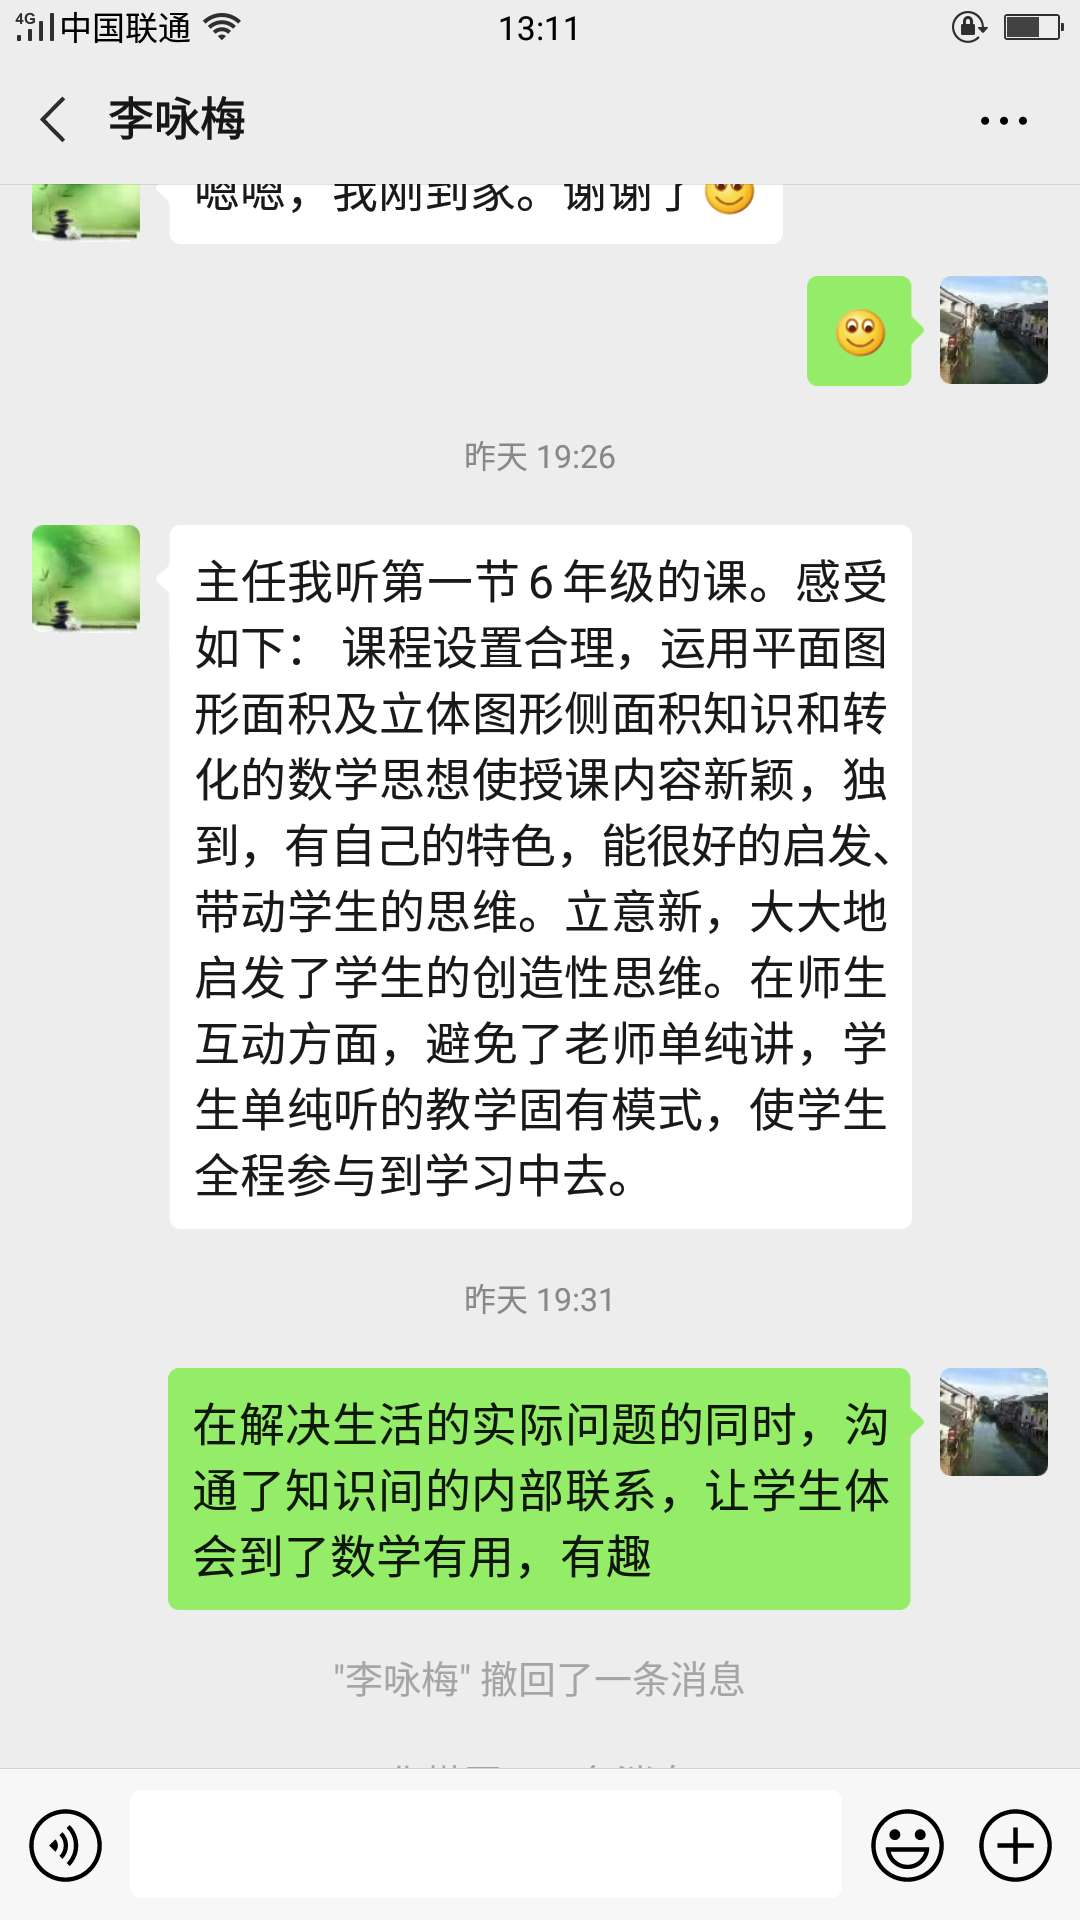 4G 中国联通 13:11
李咏梅
嗯嗯，我刚到家。谢谢了
昨天 19:26
主任我听第一节6年级的课。感受
如下： 课程设置合理，运用平面图
形面积及立体图形侧面积知识和转
化的数学思想使授课内容新颖，独
到，有自己的特色，能很好的启发、
带动学生的思维。立意新，大大地
启发了学生的创造性思维。在师生
互动方面，避免了老师单纯讲，学
生单纯听的教学固有模式，使学生
全程参与到学习中去。
昨天 19:31
在解决生活的实际问题的同时，沟
通了知识间的内部联系，让学生体
会到了数学有用，有趣
"李咏梅" 撤回了一条消息